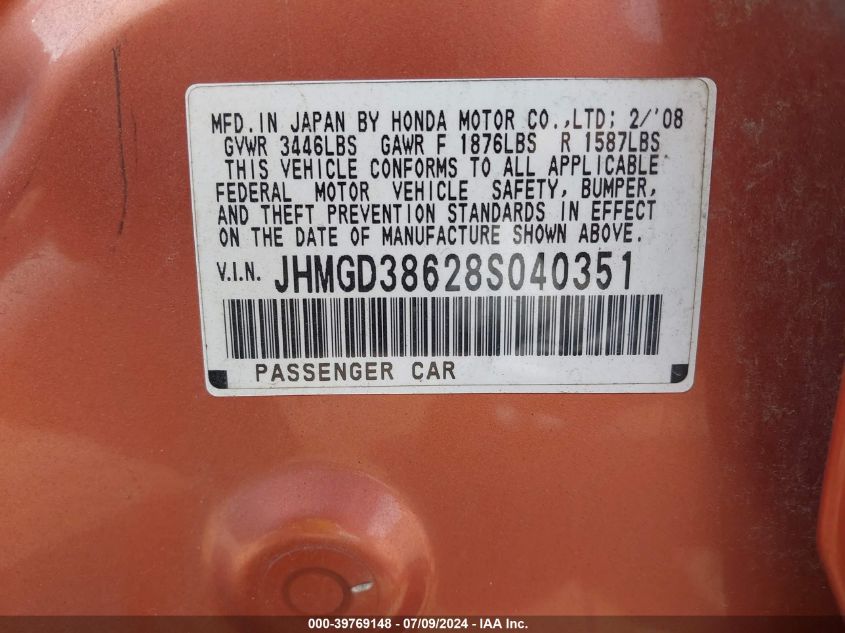 MFD. IN JAPAN BY HONDA MOTOR CO.,LTD; 2/'08
GVWR 3446LBS GAWR F 1876LBS R 1587LBS
THIS VEHICLE CONFORMS TO ALL APPLICABLE
FEDERAL MOTOR VEHICLE SAFETY, BUMPER,
AND THEFT PREVENTION STANDARDS IN EFFECT
ON THE DATE OF MANUFACTURE SHOWN ABOVE.
V.I.N. JHMGD38628S040351
PASSENGER CAR
000-39769148 - 07/09/2024 - IAA Inc.